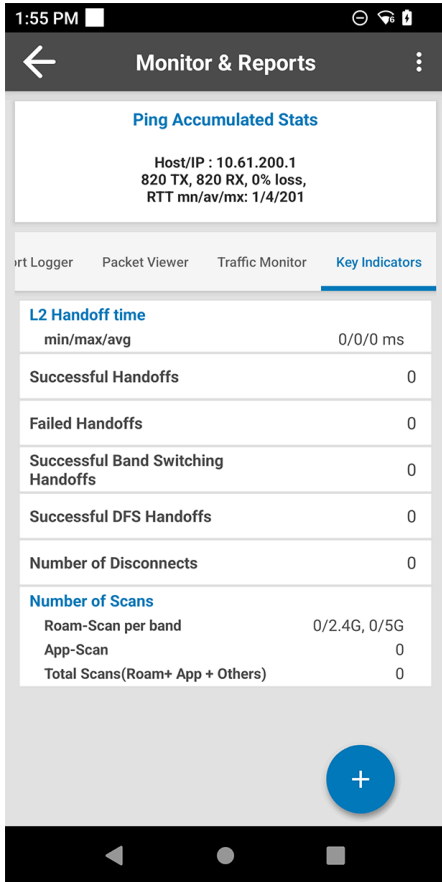 1:55 PM
Monitor & Reports
Ping Accumulated Stats
Host/IP : 10.61.200.1
820 TX, 820 RX, 0% loss,
RTT mn/av/mx: 1/4/201
rt Logger Packet Viewer Traffic Monitor Key Indicators
L2 Handoff time
min/max/avg 0/0/0 ms
Successful Handoffs 0
Failed Handoffs 0
Successful Band Switching
Handoffs 0
Successful DFS Handoffs 0
Number of Disconnects 0
Number of Scans
Roam-Scan per band 0/2.4G, 0/5G
App-Scan 0
Total Scans(Roam+ App + Others) 0